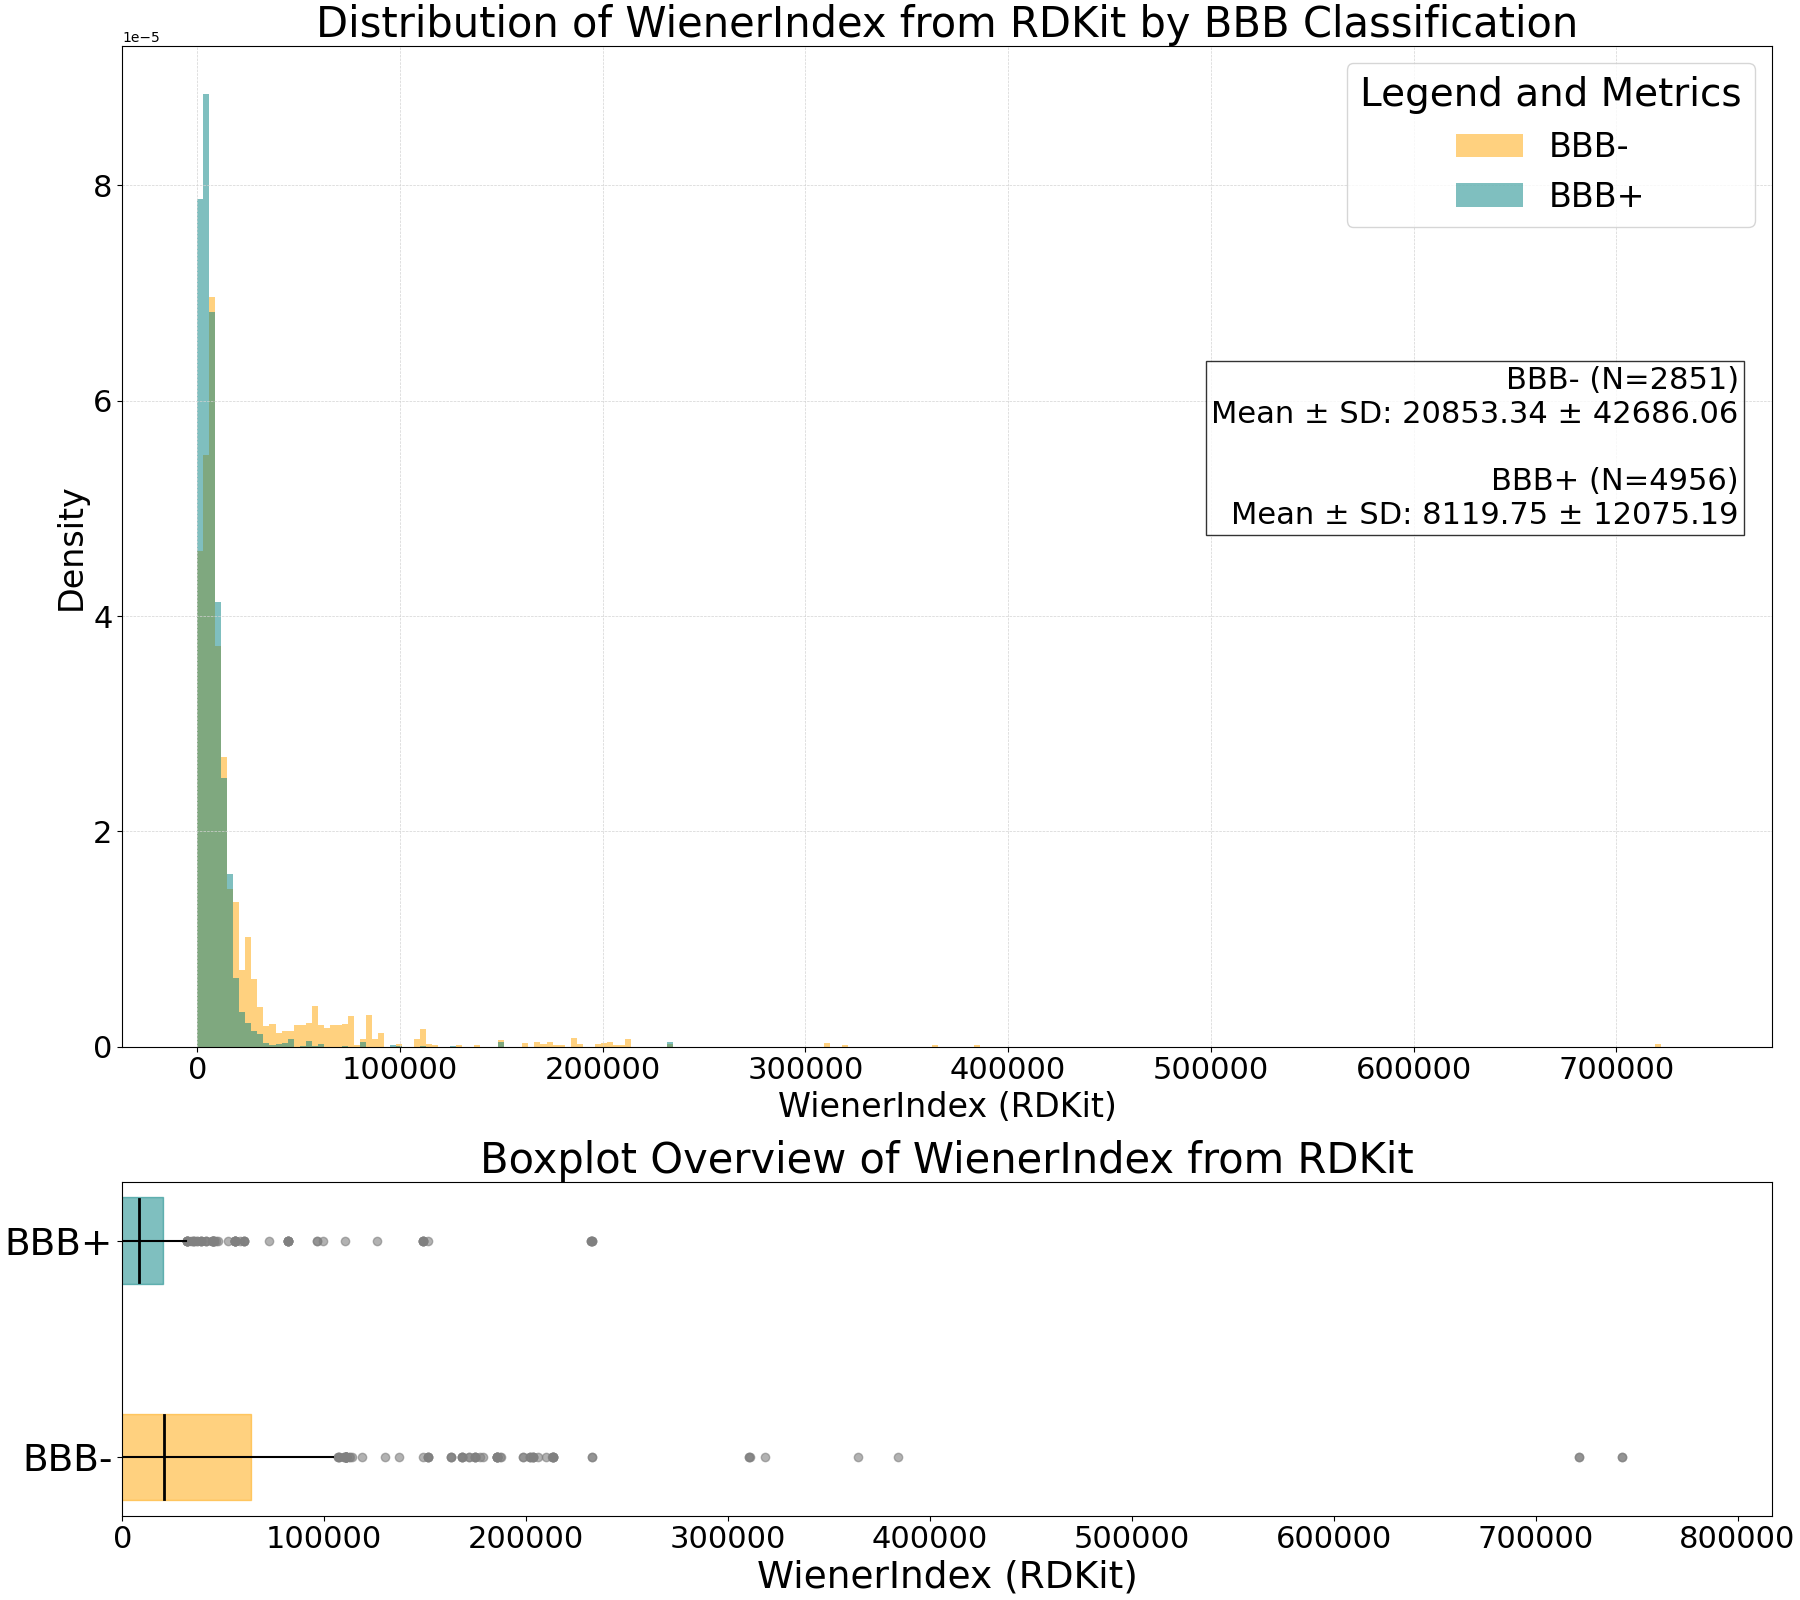 Distribution of WienerIndex from RDKit by BBB Classification
1e−5
Legend and Metrics
BBB-
BBB+
8
6
4
2
0
Density
BBB- (N=2851)
Mean ± SD: 20853.34 ± 42686.06
BBB+ (N=4956)
Mean ± SD: 8119.75 ± 12075.19
0 100000 200000 300000 400000 500000 600000 700000
WienerIndex (RDKit)
Boxplot Overview of WienerIndex from RDKit
BBB+
BBB-
0 100000 200000 300000 400000 500000 600000 700000 800000
WienerIndex (RDKit)